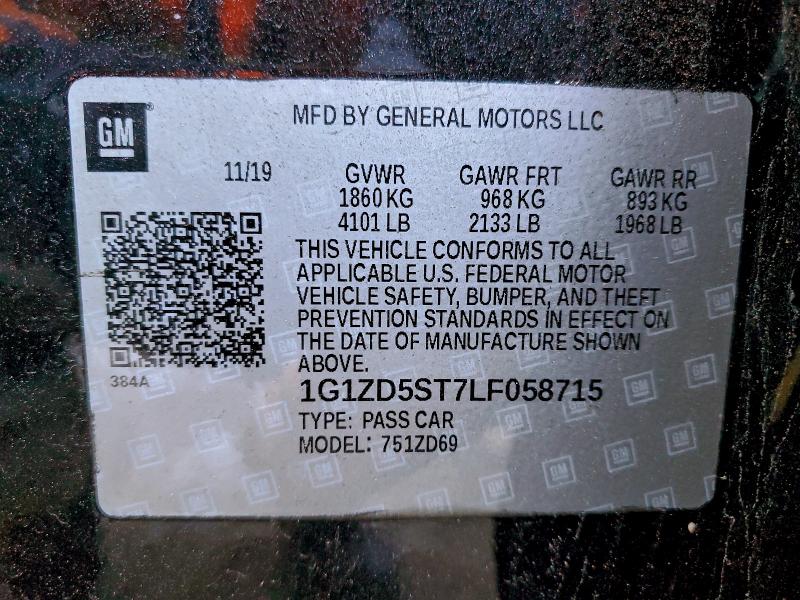 GM
MFD BY GENERAL MOTORS LLC
11/19
GVWR GAWR FRT GAWR RR
1860 KG 968 KG 893 KG
4101 LB 2133 LB 1968 LB
THIS VEHICLE CONFORMS TO ALL
APPLICABLE U.S. FEDERAL MOTOR
VEHICLE SAFETY, BUMPER, AND THEFT
PREVENTION STANDARDS IN EFFECT ON
THE DATE OF MANUFACTURE SHOWN
ABOVE.
384A
1G1ZD5ST7LF058715
TYPE: PASS CAR
MODEL: 751ZD69